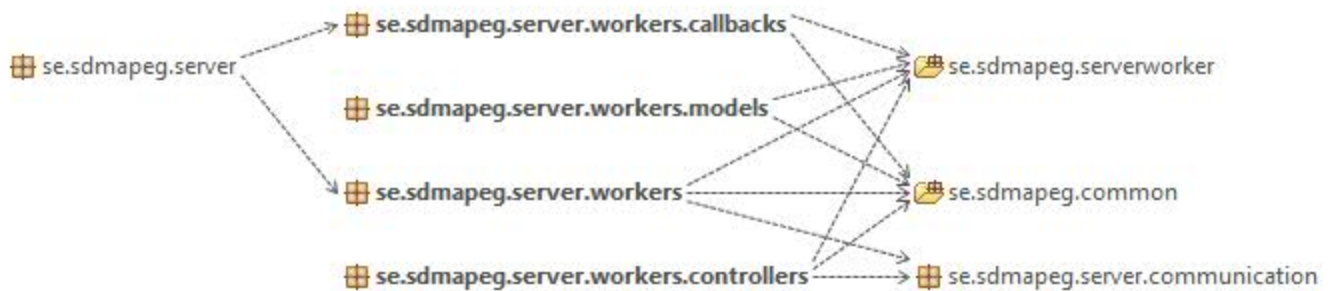 se.sdmapeg.server.workers.callbacks
se.sdmapeg.server
se.sdmapeg.serverworker
se.sdmapeg.server.workers.models
se.sdmapeg.server.workers
se.sdmapeg.common
se.sdmapeg.server.workers.controllers
se.sdmapeg.server.communication